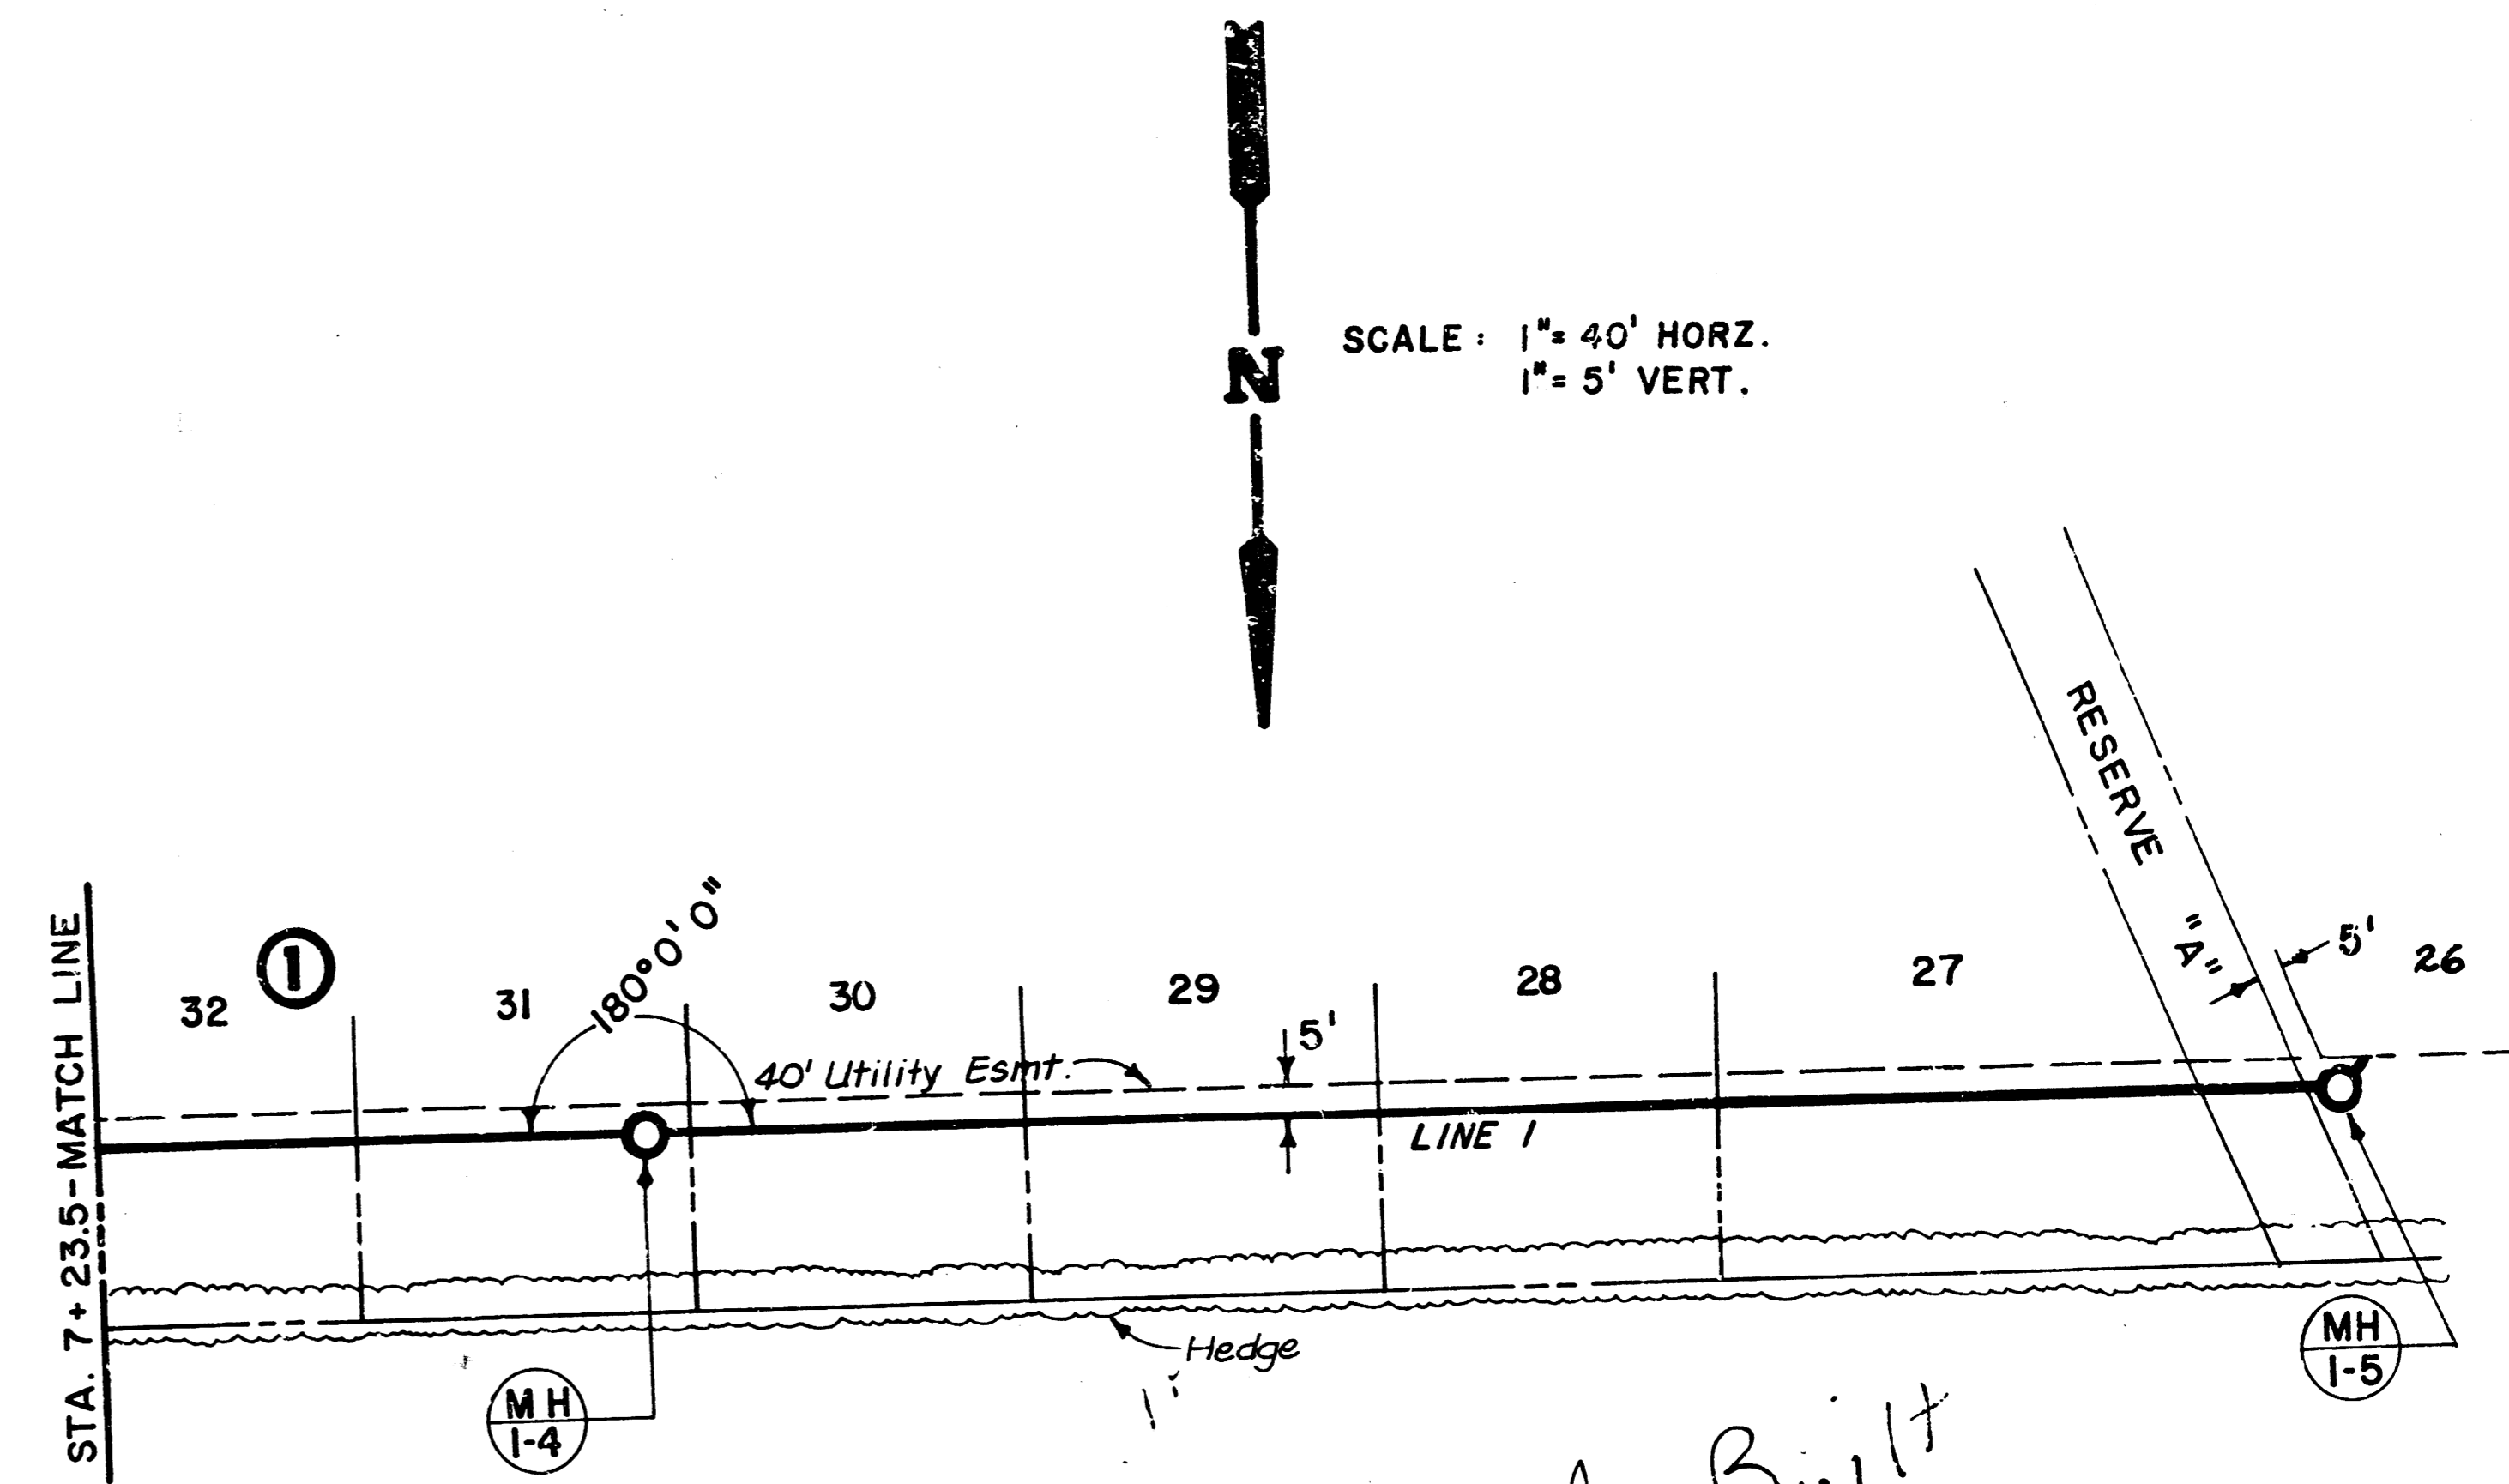 N
SCALE: 1"= 40' HORZ.
1"= 5' VERT.
RESERVE "A"
STA. 7+23.5-MATCH LINE
1
32
31
180°0'0"
30
29
28
27
26
5'
5'
40' Utility Esmt.
LINE 1
Hedge
MH
1-4
MH
1-5
Built